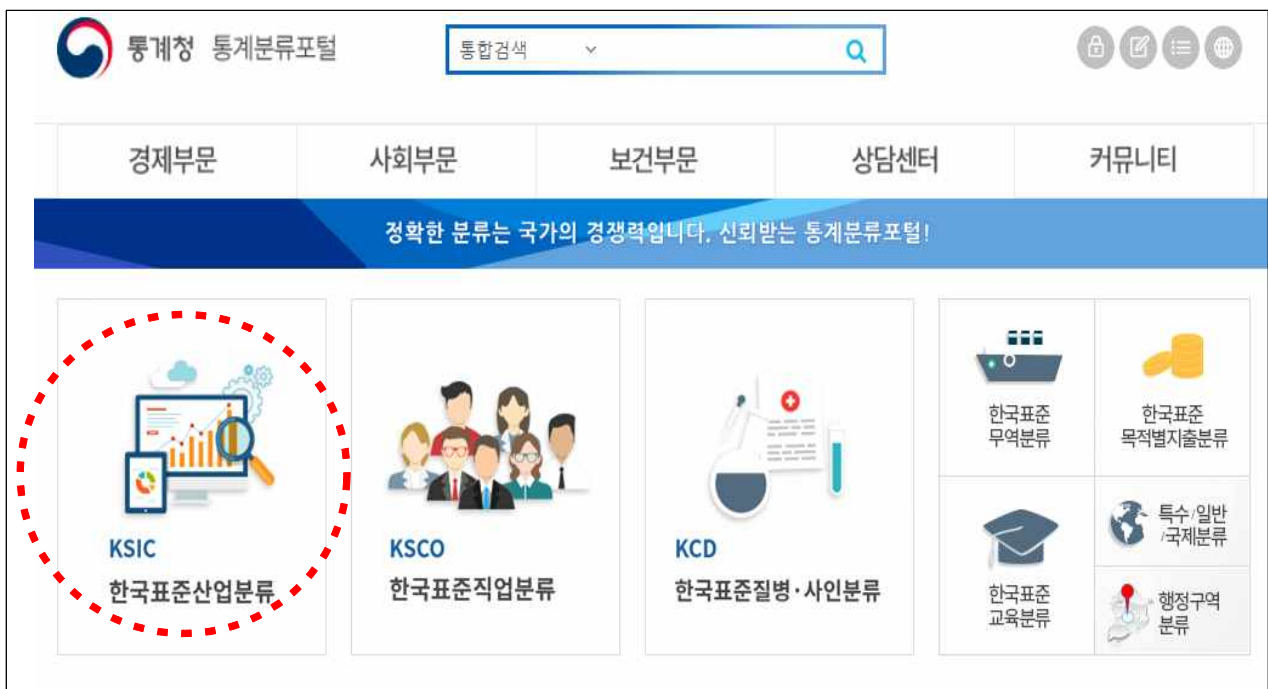 통계청 통계분류포털
통합검색
경제부문 사회부문 보건부문 상담센터 커뮤니티
정확한 분류는 국가의 경쟁력입니다. 신뢰받는 통계분류포털!
KSIC
한국표준산업분류
KSCO
한국표준직업분류
KCD
한국표준질병·사인분류
한국표준
무역분류
한국표준
목적별지출분류
한국표준
교육분류
특수/일반
/국제분류
행정구역
분류